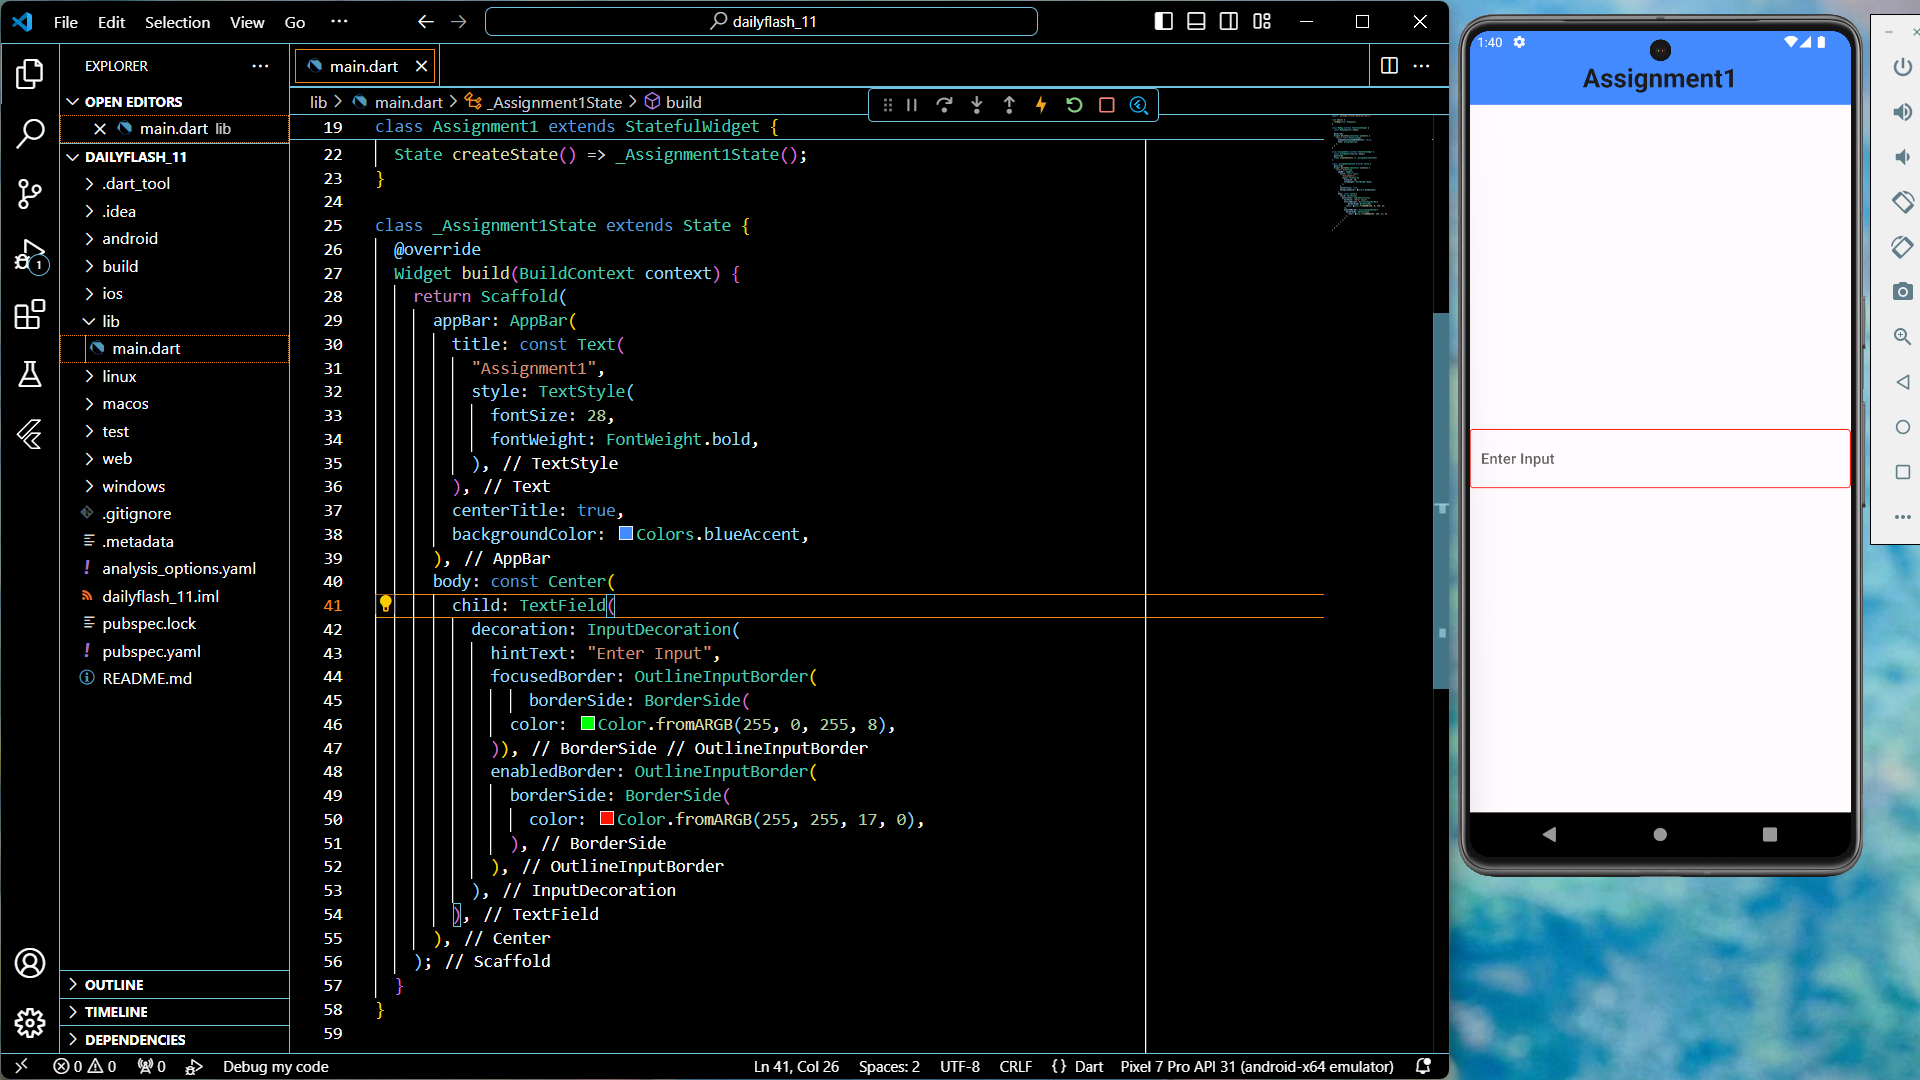 File Edit Selection View Go ···
dailyflash_11
EXPLORER
OPEN EDITORS
main.dart lib
DAILYFLASH_11
.dart_tool
.idea
android
build
ios
lib
main.dart
linux
macos
test
web
windows
.gitignore
.metadata
analysis_options.yaml
dailyflash_11.iml
pubspec.lock
pubspec.yaml
README.md
OUTLINE
TIMELINE
DEPENDENCIES
1
main.dart
lib > main.dart > _Assignment1State > build
19 class Assignment1 extends StatefulWidget {
22 State createState() => _Assignment1State();
23 }
24
25 class _Assignment1State extends State {
26 @override
27 Widget build(BuildContext context) {
28 return Scaffold(
29 appBar: AppBar(
30 title: const Text(
31 "Assignment1",
32 style: TextStyle(
33 fontSize: 28,
34 fontWeight: FontWeight.bold,
35 ), // TextStyle
36 ), // Text
37 centerTitle: true,
38 backgroundColor: Colors.blueAccent,
39 ), // AppBar
40 body: const Center(
41 child: TextField(
42 decoration: InputDecoration(
43 hintText: "Enter Input",
44 focusedBorder: OutlineInputBorder(
45 borderSide: BorderSide(
46 color: Color.fromARGB(255, 0, 255, 8),
47 )), // BorderSide // OutlineInputBorder
48 enabledBorder: OutlineInputBorder(
49 borderSide: BorderSide(
50 color: Color.fromARGB(255, 255, 17, 0),
51 ), // BorderSide
52 ), // OutlineInputBorder
53 ), // InputDecoration
54 ), // TextField
55 ), // Center
56 ); // Scaffold
57 }
58 }
59
0 0 0 Debug my code
Ln 41, Col 26 Spaces: 2 UTF-8 CRLF {} Dart Pixel 7 Pro API 31 (android-x64 emulator)
1:40
Assignment1
Enter Input